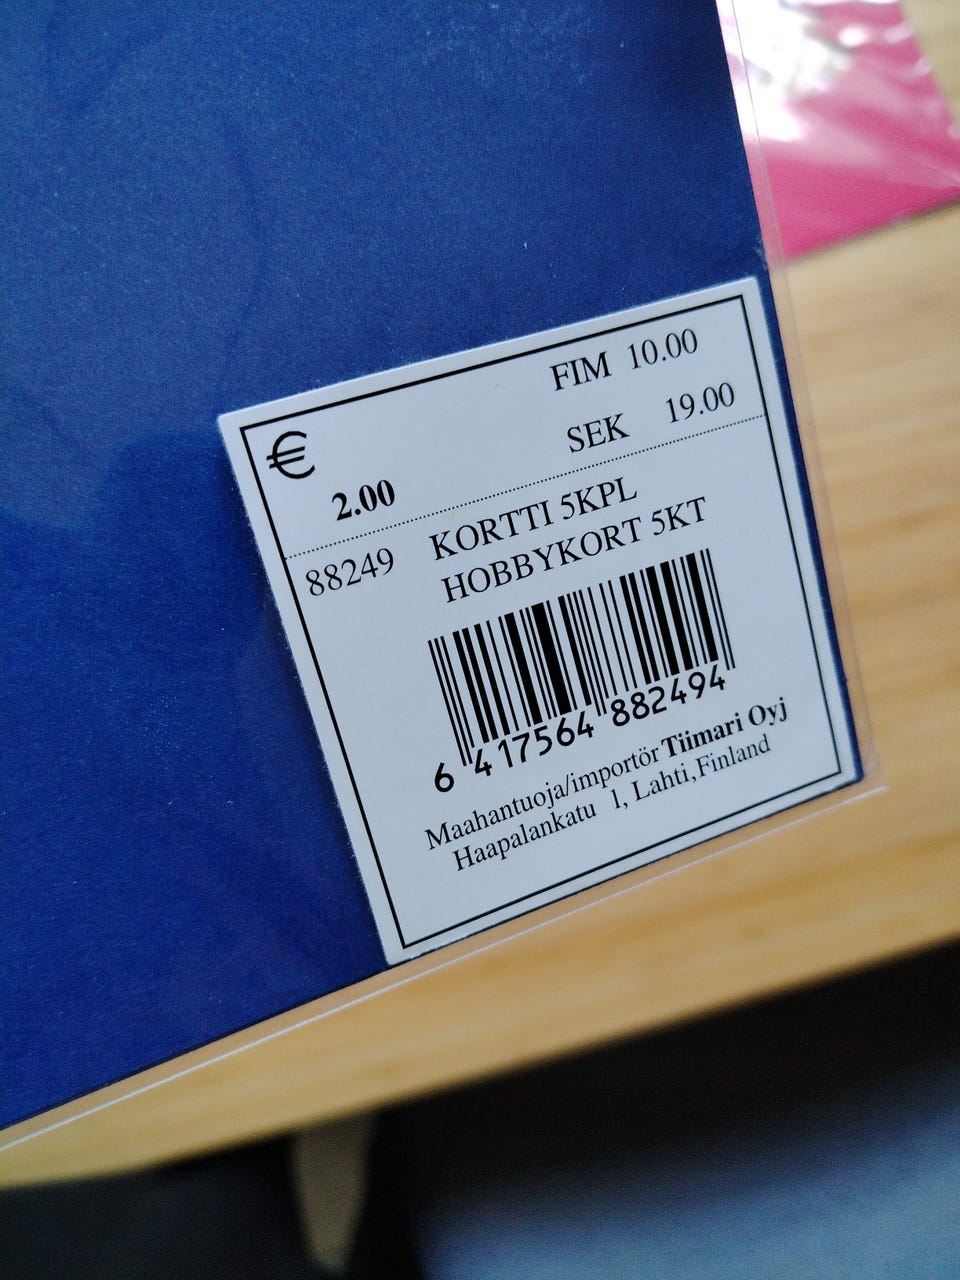 FIM 10.00
€ SEK 19.00
2.00
88249 KORTTI 5KPL
HOBBYKORT 5KT
6 417564 882494
Maahantuoja/importör Tiimari Oyj
Haapalankatu 1, Lahti,Finland